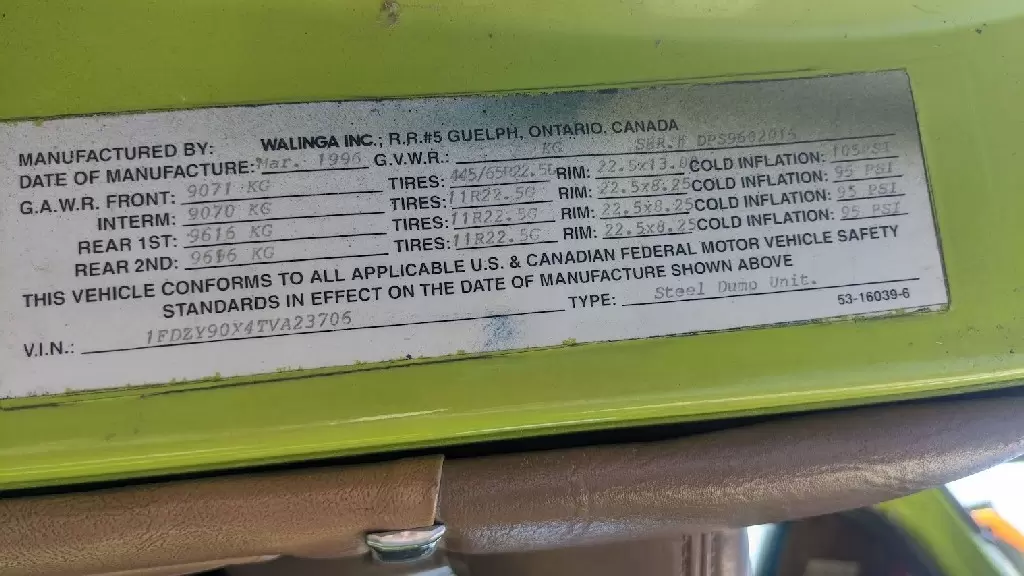 MANUFACTURED BY: WALINGA INC.; R.R.#5 GUELPH, ONTARIO, CANADA
DATE OF MANUFACTURE: Mar. 1996 G.V.W.R.: KG SER.# DPS9602016
G.A.W.R. FRONT: 9071 KG TIRES: 445/65R22.5 RIM: 22.5x13.00 COLD INFLATION: 105PSI
INTERM: 9070 KG TIRES: 11R22.5G RIM: 22.5x8.25 COLD INFLATION: 95 PSI
REAR 1ST: 9616 KG TIRES: 11R22.5G RIM: 22.5x8.25 COLD INFLATION: 95 PSI
REAR 2ND: 9616 KG TIRES: 11R22.5G RIM: 22.5x8.25 COLD INFLATION: 95 PSI
THIS VEHICLE CONFORMS TO ALL APPLICABLE U.S. & CANADIAN FEDERAL MOTOR VEHICLE SAFETY
STANDARDS IN EFFECT ON THE DATE OF MANUFACTURE SHOWN ABOVE
V.I.N.: 1FDZY90X4TVA23706 TYPE: Steel Dump Unit.
53-16039-6